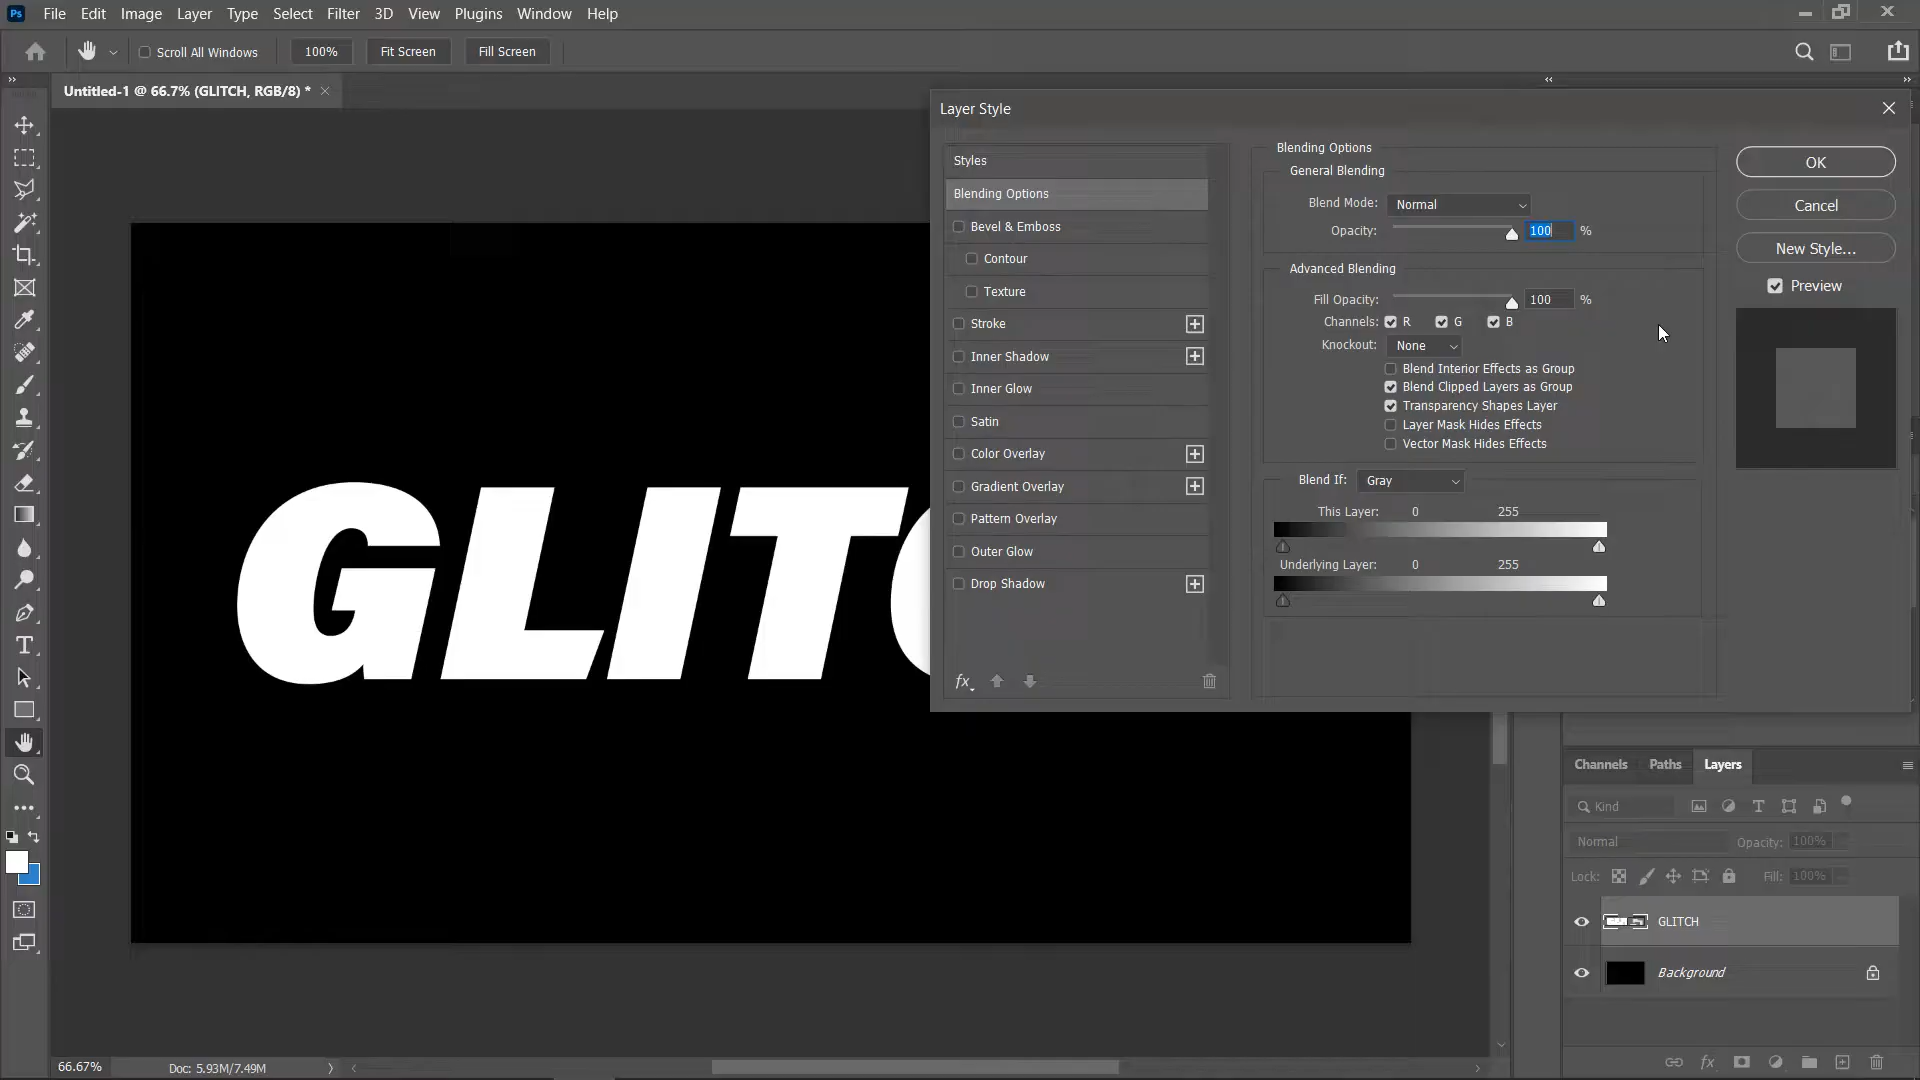 Ps File Edit Image Layer Type Select Filter 3D View Plugins Window Help
Scroll All Windows 100% Fit Screen Fill Screen
Untitled-1 @ 66.7% (GLITCH, RGB/8) *
Layer Style
Styles
Blending Options
Bevel & Emboss
Contour
Texture
Stroke
Inner Shadow
Inner Glow
Satin
Color Overlay
Gradient Overlay
Pattern Overlay
Outer Glow
Drop Shadow
fx
Blending Options
General Blending
Blend Mode: Normal
Opacity: 100 %
Advanced Blending
Fill Opacity: 100 %
Channels: R G B
Knockout: None
Blend Interior Effects as Group
Blend Clipped Layers as Group
Transparency Shapes Layer
Layer Mask Hides Effects
Vector Mask Hides Effects
Blend If: Gray
This Layer: 0 255
Underlying Layer: 0 255
OK
Cancel
New Style...
Preview
GLIT
Channels Paths Layers
Kind
Normal Opacity: 100%
Lock: Fill: 100%
GLITCH
Background
fx
66.67% Doc: 5.93M/7.49M